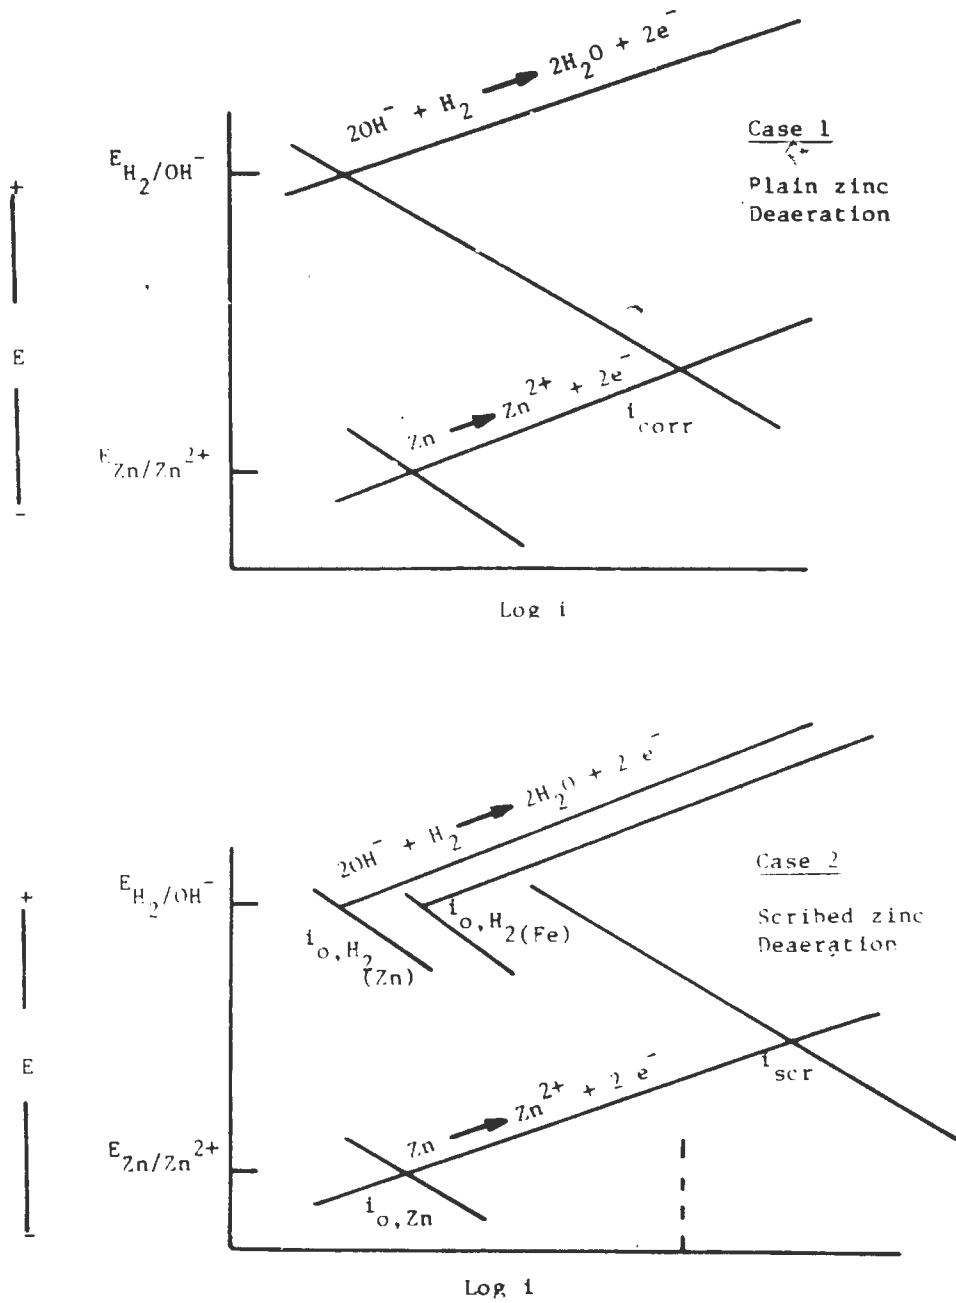 2OH⁻ + H₂ → 2H₂O + 2e⁻
Case 1
Plain zinc
Deaeration
E_H₂/OH⁻
+
E
-
Zn → Zn²⁺ + 2e⁻
i_corr
E_Zn/Zn²⁺
Log i
2OH⁻ + H₂ → 2H₂O + 2 e⁻
Case 2
Scribed zinc
Deaeration
E_H₂/OH⁻
+
i_o,H₂(Zn)
i_o,H₂(Fe)
E
-
Zn → Zn²⁺ + 2 e⁻
i_scr
E_Zn/Zn²⁺
i_o,Zn
Log i